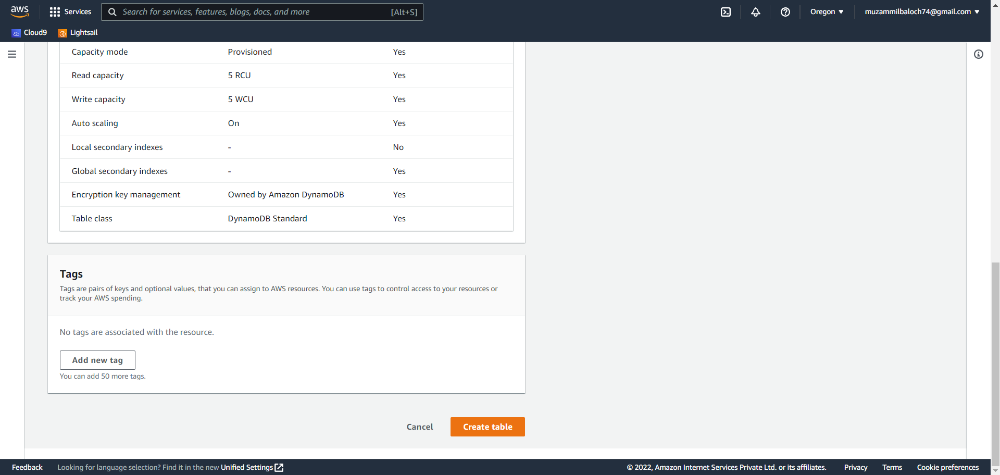 aws
Services
Search for services, features, blogs, docs, and more
[Alt+S]
Oregon
muzammilbaloch74@gmail.com
Cloud9
Lightsail
Capacity mode Provisioned Yes
Read capacity 5 RCU Yes
Write capacity 5 WCU Yes
Auto scaling On Yes
Local secondary indexes - No
Global secondary indexes - Yes
Encryption key management Owned by Amazon DynamoDB Yes
Table class DynamoDB Standard Yes
Tags
Tags are pairs of keys and optional values, that you can assign to AWS resources. You can use tags to control access to your resources or
track your AWS spending.
No tags are associated with the resource.
Add new tag
You can add 50 more tags.
Cancel
Create table
Feedback
Looking for language selection? Find it in the new Unified Settings
© 2022, Amazon Internet Services Private Ltd. or its affiliates.
Privacy
Terms
Cookie preferences